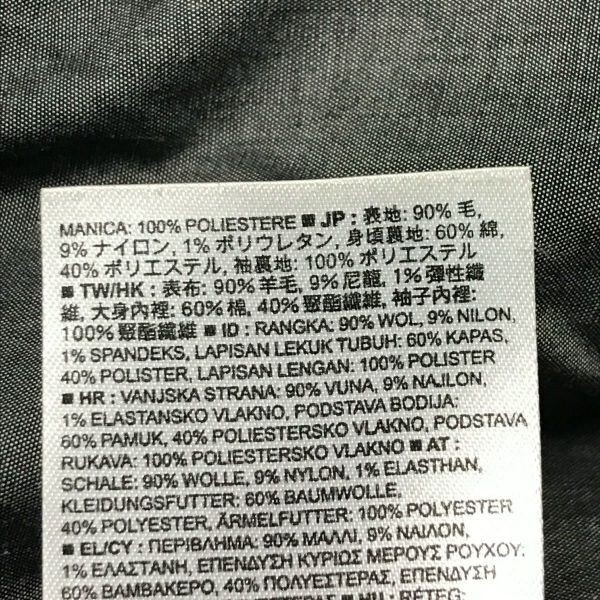 MANICA: 100% POLIESTERE ■ JP : 表地: 90% 毛,
9% ナイロン, 1% ポリウレタン, 身頃裏地: 60% 綿,
40% ポリエステル, 袖裏地: 100% ポリエステル
■ TW/HK : 表布: 90% 羊毛, 9% 尼龍, 1% 彈性纖
維, 大身內裡: 60% 棉, 40% 聚酯纖維, 袖子內裡:
100% 聚酯纖維 ■ ID : RANGKA: 90% WOL, 9% NILON,
1% SPANDEKS, LAPISAN LEKUK TUBUH: 60% KAPAS,
40% POLISTER, LAPISAN LENGAN: 100% POLISTER
■ HR : VANJSKA STRANA: 90% VUNA, 9% NAJLON,
1% ELASTANSKO VLAKNO, PODSTAVA BODIJA:
60% PAMUK, 40% POLIESTERSKO VLAKNO, PODSTAVA
RUKAVA: 100% POLIESTERSKO VLAKNO ■ AT :
SCHALE: 90% WOLLE, 9% NYLON, 1% ELASTHAN,
KLEIDUNGSFUTTER: 60% BAUMWOLLE,
40% POLYESTER, ÄRMELFUTTER: 100% POLYESTER
■ EL/CY : ΠΕΡΙΒΛΗΜΑ: 90% ΜΑΛΛΙ, 9% ΝΑΙΛΟΝ,
1% ΕΛΑΣΤΑΝΗ, ΕΠΕΝΔΥΣΗ ΚΥΡΙΩΣ ΜΕΡΟΥΣ ΡΟΥΧΟΥ:
60% ΒΑΜΒΑΚΕΡΟ, 40% ΠΟΛΥΕΣΤΕΡΑΣ, ΕΠΕΝΔΥΣΗ
■ HU : RÉTEG: